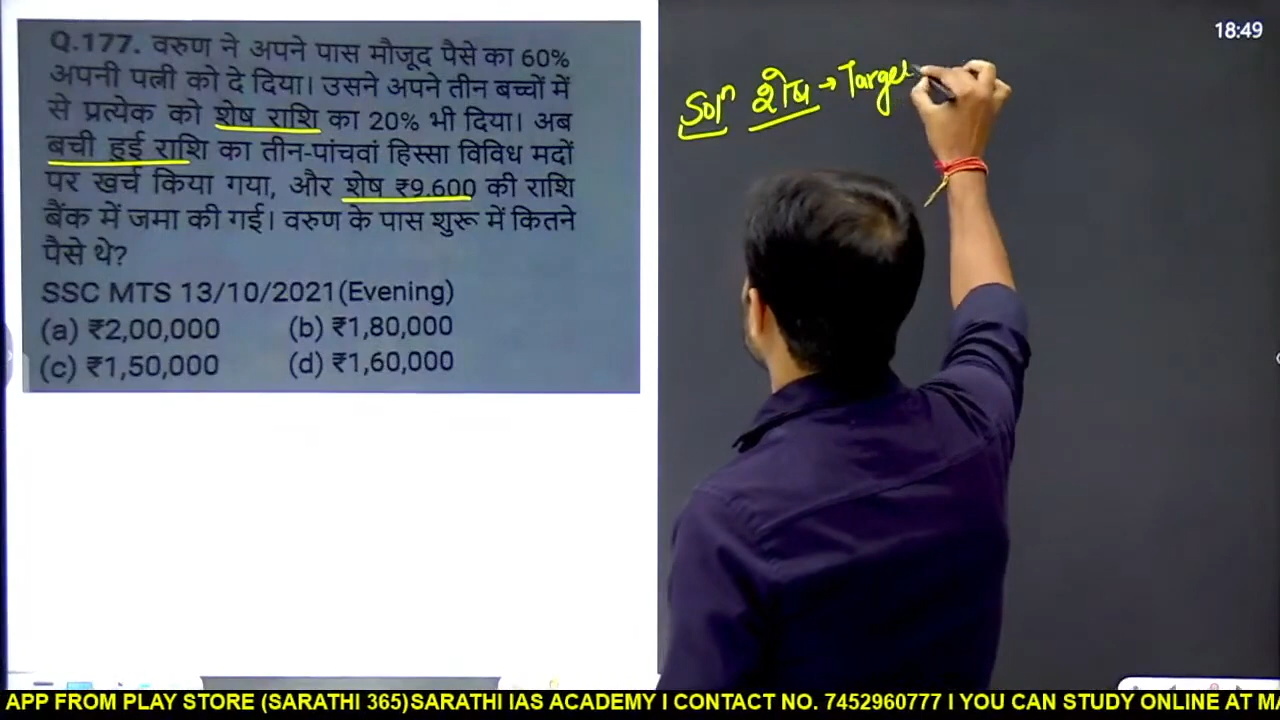 Q.177. वरुण ने अपने पास मौजूद पैसे का 60%
अपनी पत्नी को दे दिया। उसने अपने तीन बच्चों में
से प्रत्येक को शेष राशि का 20% भी दिया। अब
बची हुई राशि का तीन-पांचवां हिस्सा विविध मदों
पर खर्च किया गया, और शेष ₹9,600 की राशि
बैंक में जमा की गई। वरुण के पास शुरू में कितने
पैसे थे?
SSC MTS 13/10/2021(Evening)
(a) ₹2,00,000 (b) ₹1,80,000
(c) ₹1,50,000 (d) ₹1,60,000
18:49
Solⁿ शेष → Targe
APP FROM PLAY STORE (SARATHI 365)SARATHI IAS ACADEMY I CONTACT NO. 7452960777 I YOU CAN STUDY ONLINE AT